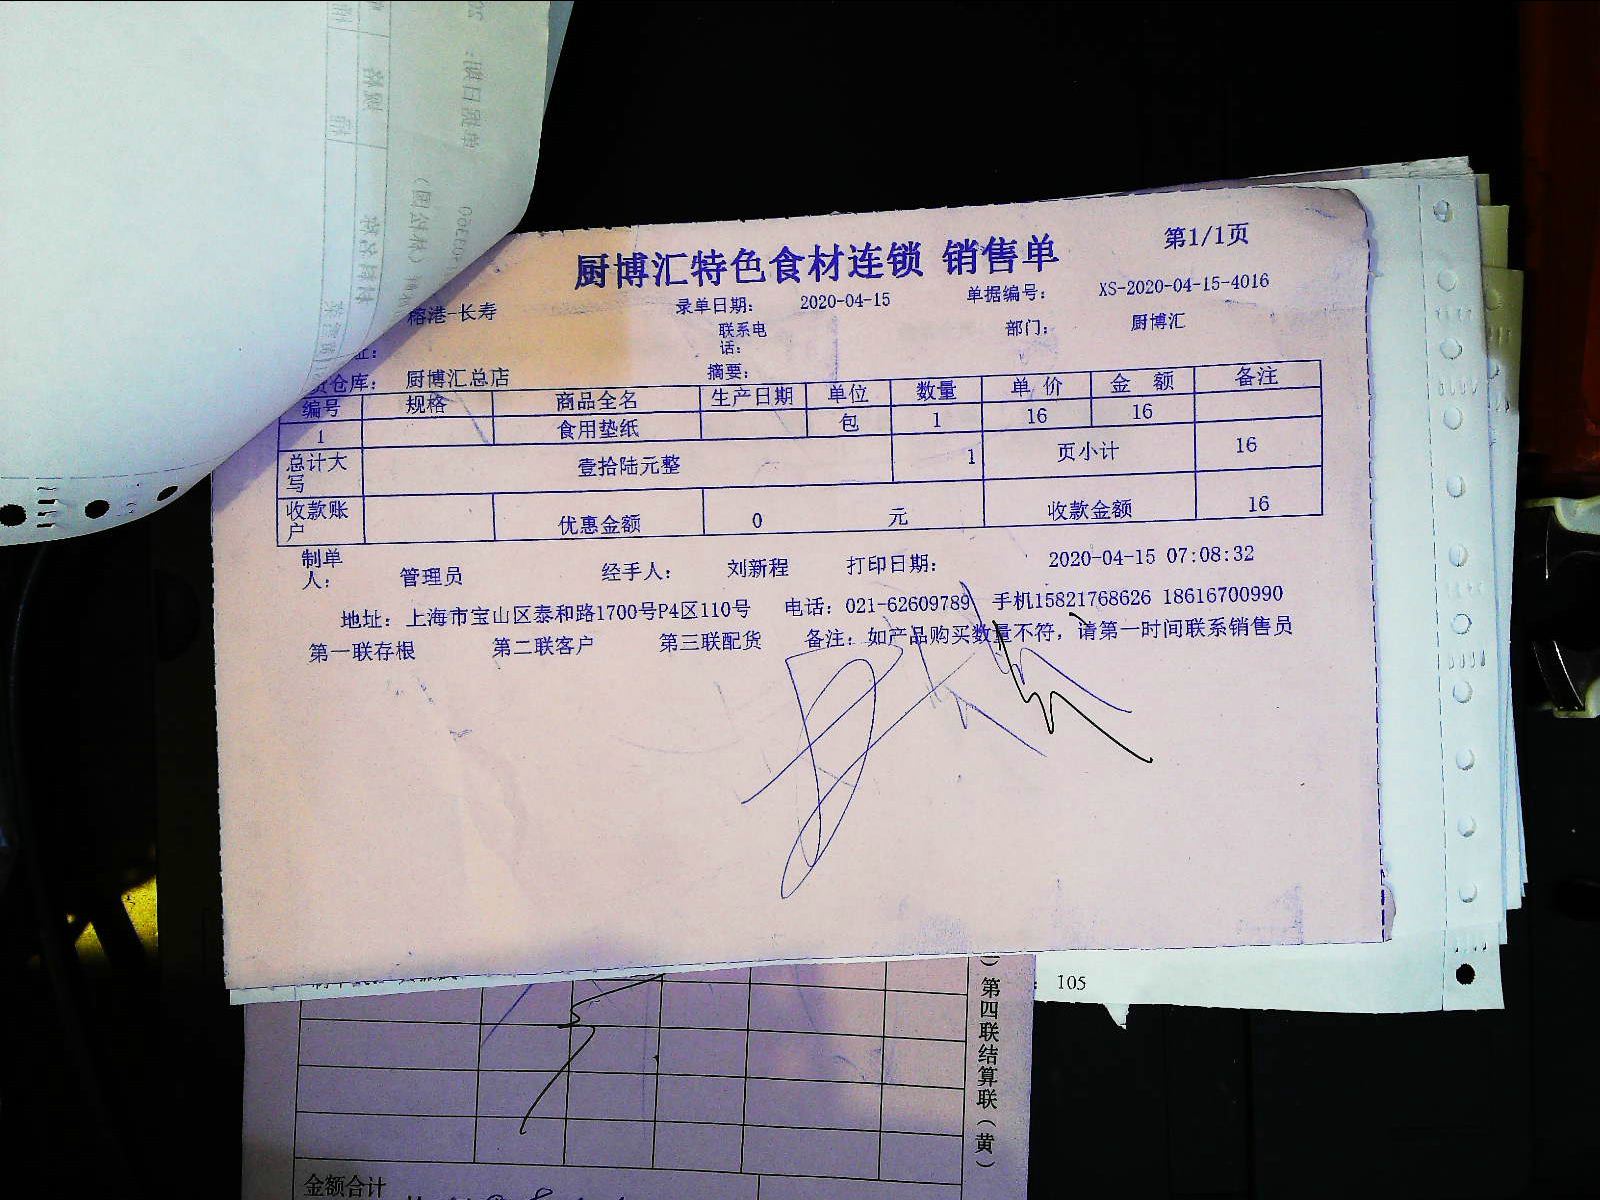 厨博汇特色食材连锁 销售单 第1/1页
榕港-长寿 录单日期: 2020-04-15 单据编号: XS-2020-04-15-4016
联系电话: 部门: 厨博汇
仓库: 厨博汇总店 摘要:
编号 规格 商品全名 生产日期 单位 数量 单 价 金 额 备注
1 食用垫纸 包 1 16 16
总计大写 壹拾陆元整 1 页小计 16
收款账户 优惠金额 0 元 收款金额 16
制单人: 管理员 经手人: 刘新程 打印日期: 2020-04-15 07:08:32
地址: 上海市宝山区泰和路1700号P4区110号 电话: 021-62609789 手机15821768626 18616700990
第一联存根 第二联客户 第三联配货 备注: 如产品购买数量不符, 请第一时间联系销售员
105
第四联结算联(黄)
金额合计